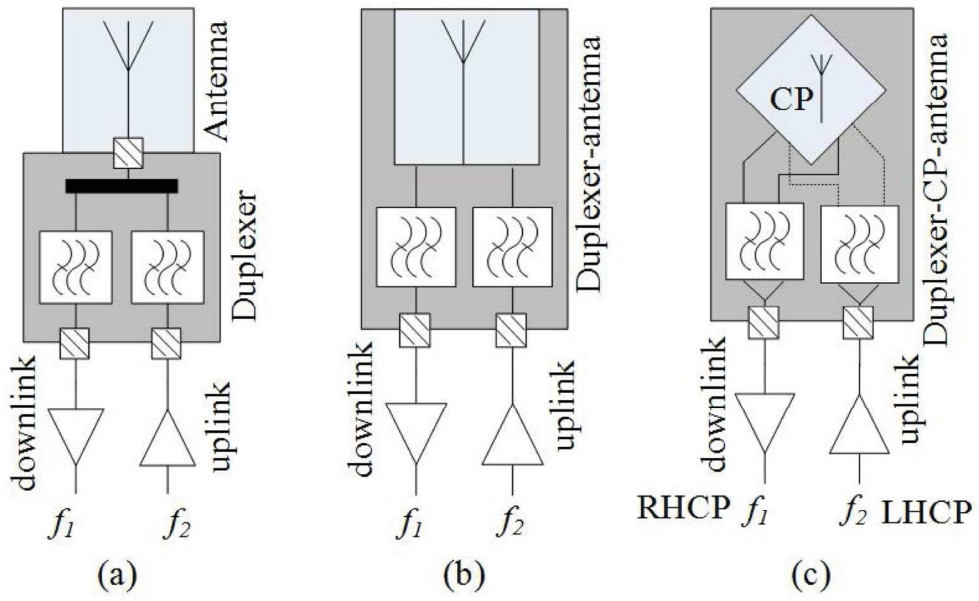 Antenna
Duplexer
downlink
uplink
f1
f2
(a)
Duplexer-antenna
downlink
uplink
f1
f2
(b)
CP
Duplexer-CP-antenna
downlink
uplink
RHCP f1
f2 LHCP
(c)